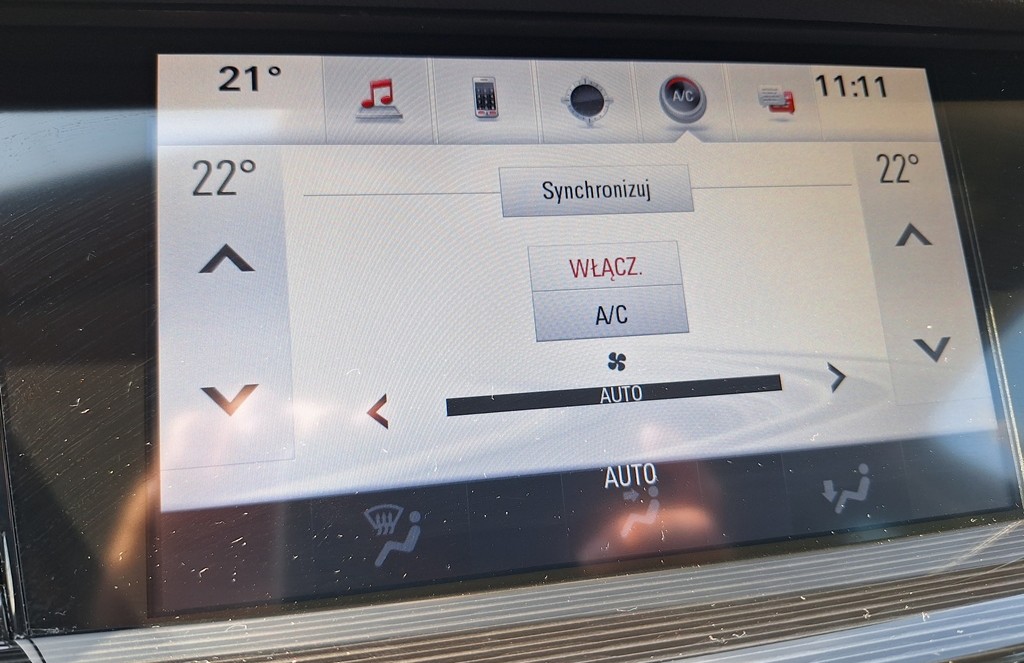 21° A/C 11:11
22° 22°
Synchronizuj
WŁĄCZ.
A/C
AUTO
AUTO